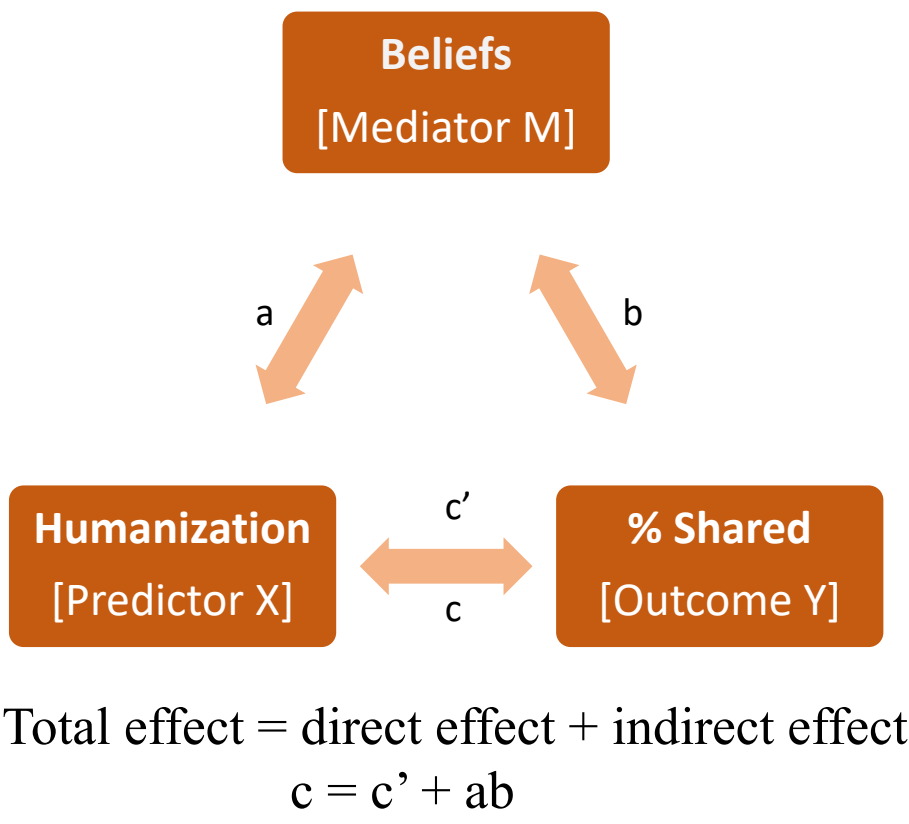 Beliefs
[Mediator M]
a
b
Humanization
[Predictor X]
c’
c
% Shared
[Outcome Y]
Total effect = direct effect + indirect effect
c = c’ + ab